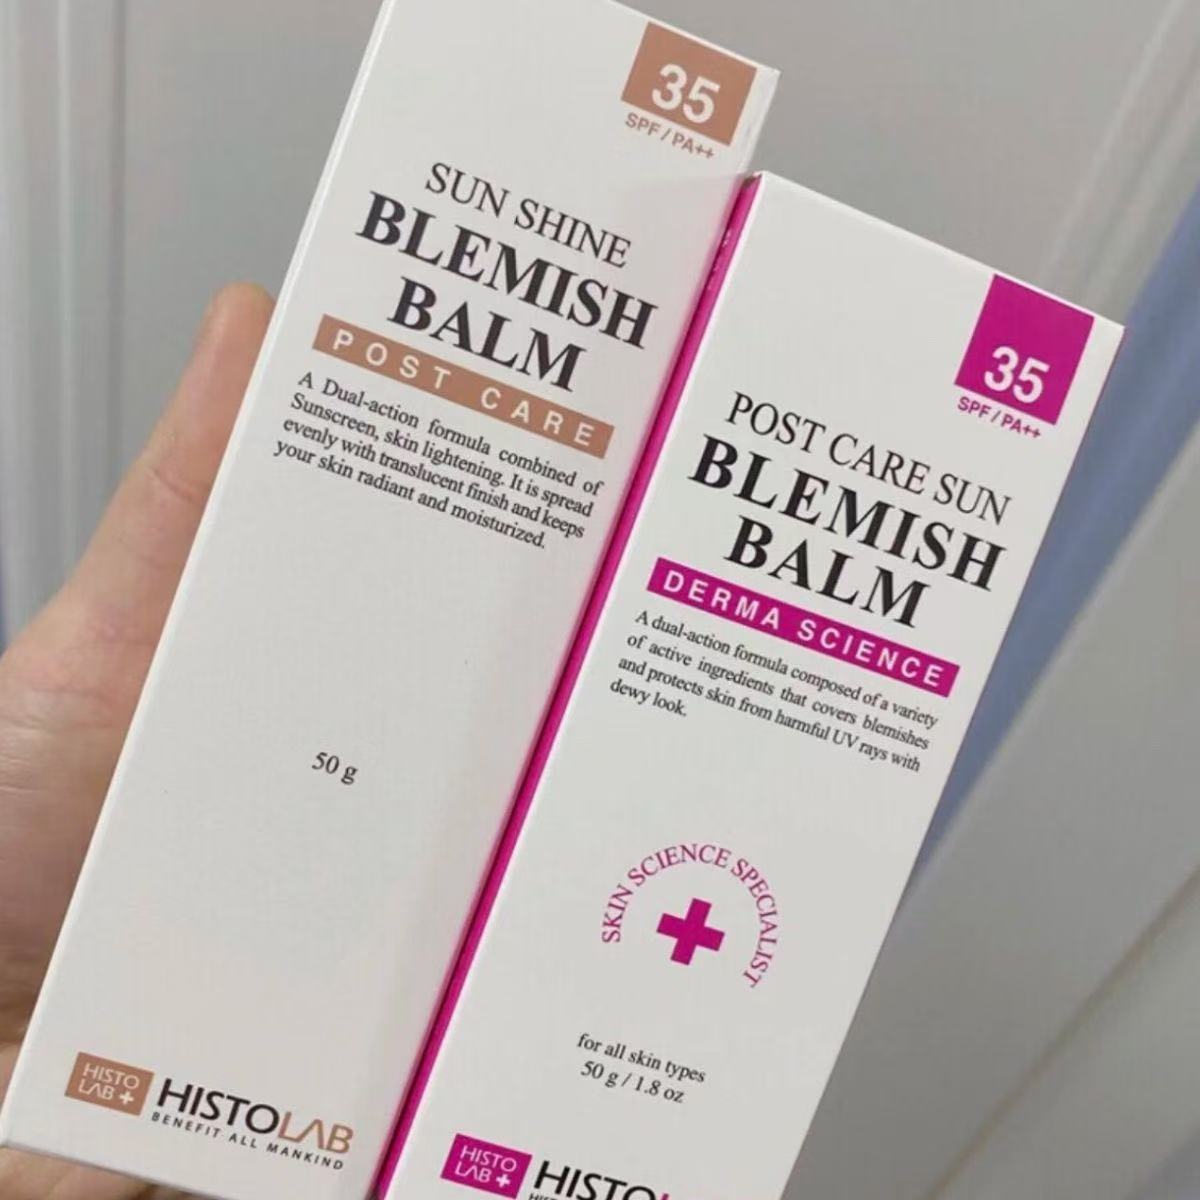 35
SPF / PA++
SUN SHINE
BLEMISH
BALM
POST CARE
A Dual-action formula combined of
Sunscreen, skin lightening. It is spread
evenly with translucent finish and keeps
your skin radiant and moisturized.
50 g
HISTO
LAB+
HISTOLAB
BENEFIT ALL MANKIND
35
SPF / PA++
POST CARE SUN
BLEMISH
BALM
DERMA SCIENCE
A dual-action formula composed of a variety
of active ingredients that covers blemishes
and protects skin from harmful UV rays with
dewy look.
SKIN SCIENCE SPECIALIST
for all skin types
50 g / 1.8 oz
HISTO
LAB+